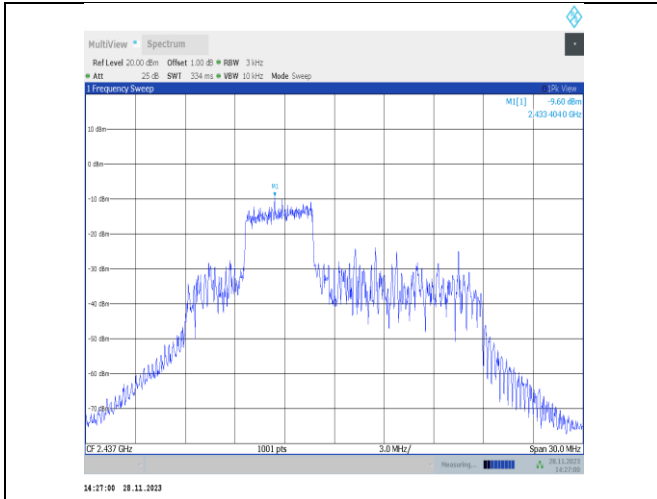 MultiView Spectrum
Ref Level 20.00 dBm Offset 1.00 dB RBW 3 kHz
Att 25 dB SWT 334 ms VBW 10 kHz Mode Sweep
1 Frequency Sweep 1Pk View
M1[1] -9.60 dBm
2.4334040 GHz
10 dBm
0 dBm
M1
-10 dBm
-20 dBm
-30 dBm
-40 dBm
-50 dBm
-60 dBm
-70 dBm
CF 2.437 GHz 1001 pts 3.0 MHz/ Span 30.0 MHz
Measuring... 28.11.2023
14:27:00
14:27:00 28.11.2023